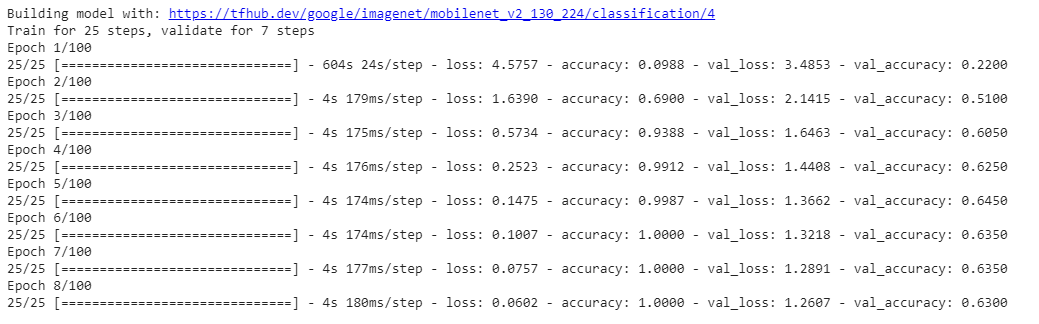 Building model with: https://tfhub.dev/google/imagenet/mobilenet_v2_130_224/classification/4
Train for 25 steps, validate for 7 steps
Epoch 1/100
25/25 [==============================] - 604s 24s/step - loss: 4.5757 - accuracy: 0.0988 - val_loss: 3.4853 - val_accuracy: 0.2200
Epoch 2/100
25/25 [==============================] - 4s 179ms/step - loss: 1.6390 - accuracy: 0.6900 - val_loss: 2.1415 - val_accuracy: 0.5100
Epoch 3/100
25/25 [==============================] - 4s 175ms/step - loss: 0.5734 - accuracy: 0.9388 - val_loss: 1.6463 - val_accuracy: 0.6050
Epoch 4/100
25/25 [==============================] - 4s 176ms/step - loss: 0.2523 - accuracy: 0.9912 - val_loss: 1.4408 - val_accuracy: 0.6250
Epoch 5/100
25/25 [==============================] - 4s 174ms/step - loss: 0.1475 - accuracy: 0.9987 - val_loss: 1.3662 - val_accuracy: 0.6450
Epoch 6/100
25/25 [==============================] - 4s 174ms/step - loss: 0.1007 - accuracy: 1.0000 - val_loss: 1.3218 - val_accuracy: 0.6350
Epoch 7/100
25/25 [==============================] - 4s 177ms/step - loss: 0.0757 - accuracy: 1.0000 - val_loss: 1.2891 - val_accuracy: 0.6350
Epoch 8/100
25/25 [==============================] - 4s 180ms/step - loss: 0.0602 - accuracy: 1.0000 - val_loss: 1.2607 - val_accuracy: 0.6300